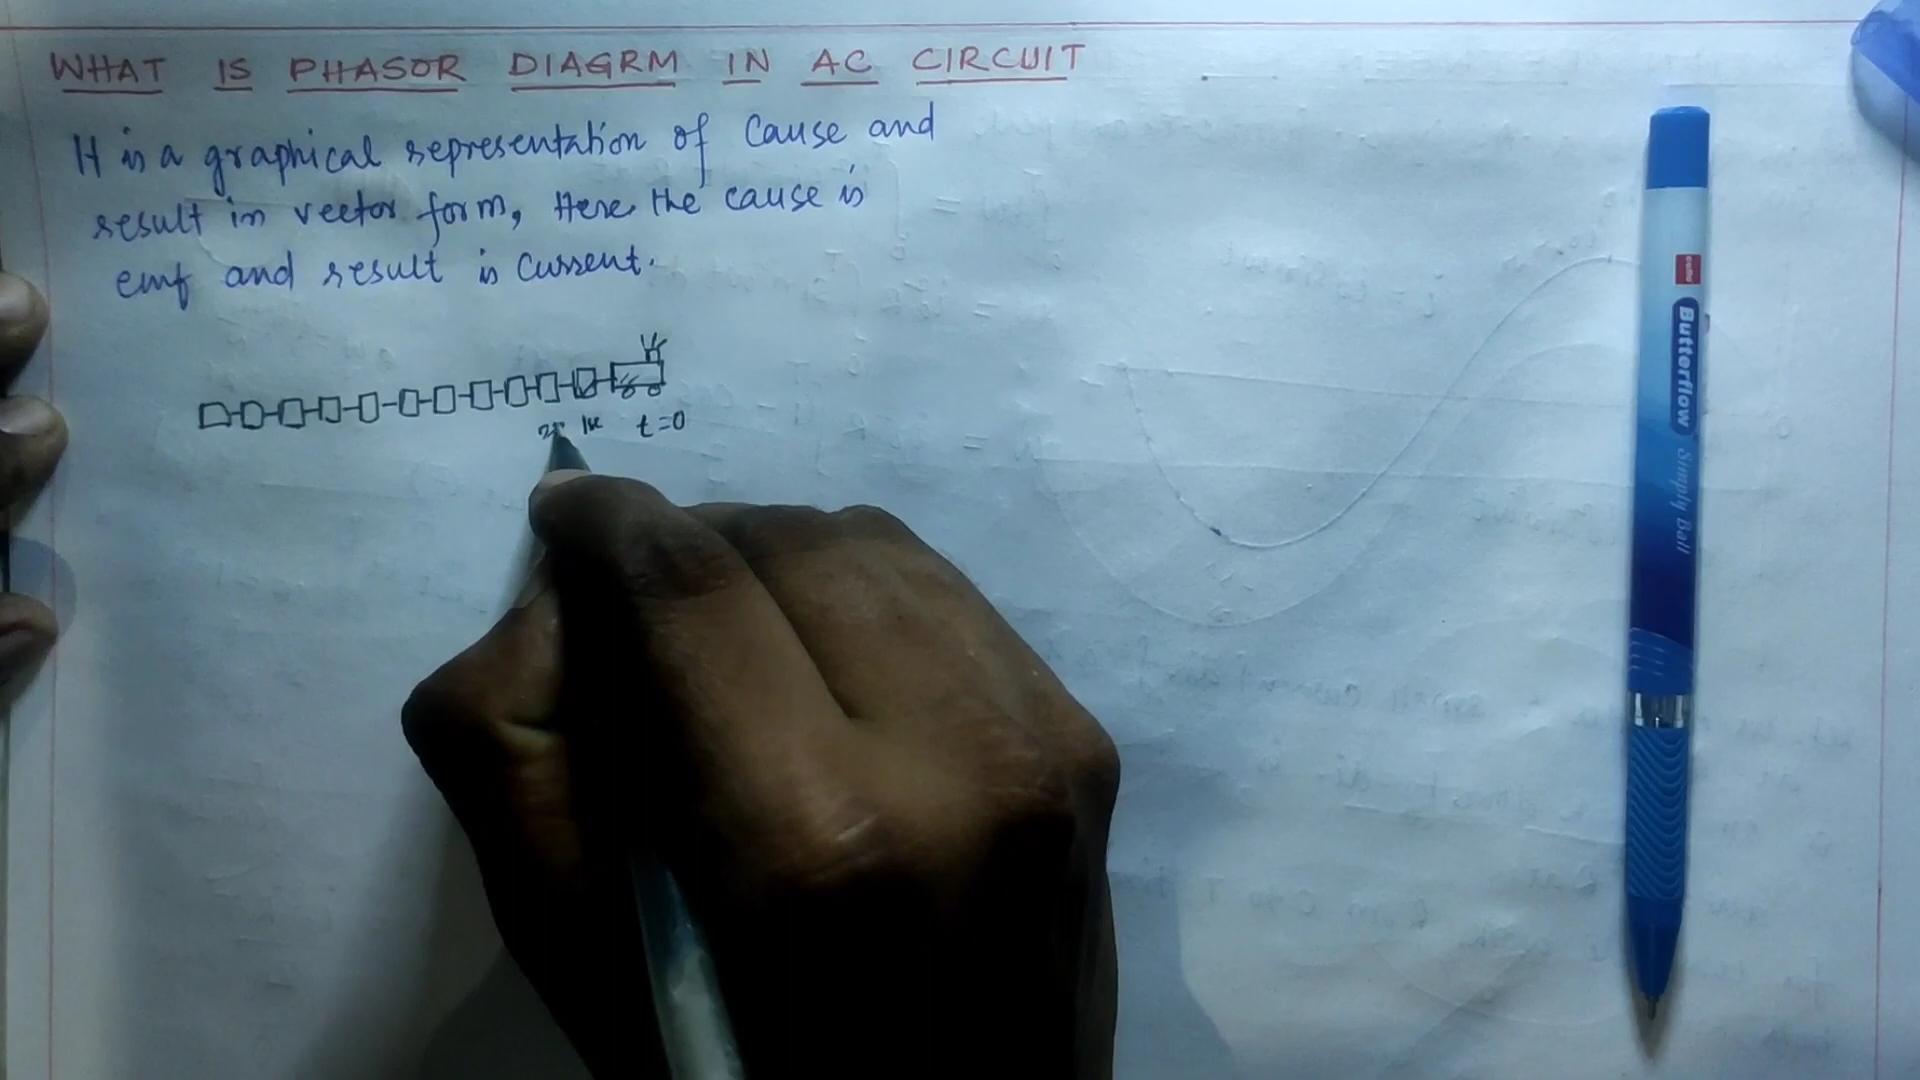 WHAT IS PHASOR DIAGRM IN AC CIRCUIT
It is a graphical representation of Cause and
result in vector form, Here the cause is
emf and result is Current.
t=0
cello
Butterflow Simply Ball